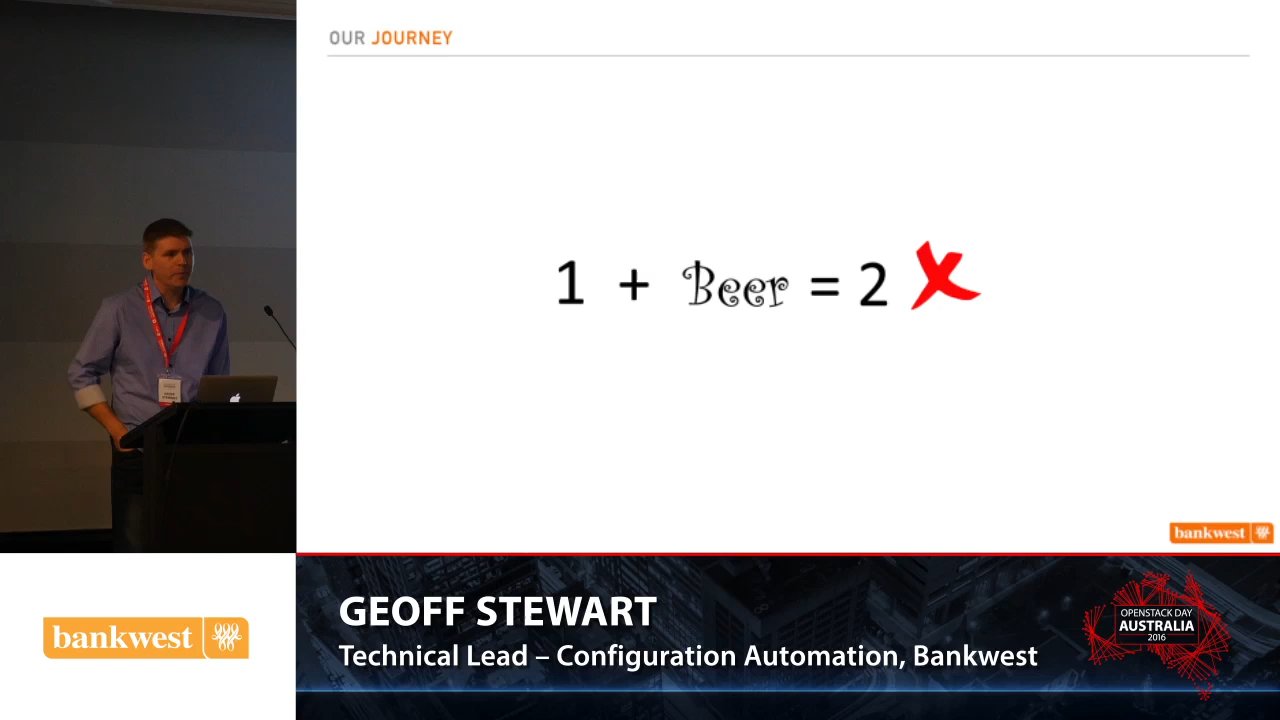 OUR JOURNEY
1 + Beer = 2
bankwest
bankwest
GEOFF STEWART
Technical Lead – Configuration Automation, Bankwest
OPENSTACK DAY
AUSTRALIA
2016